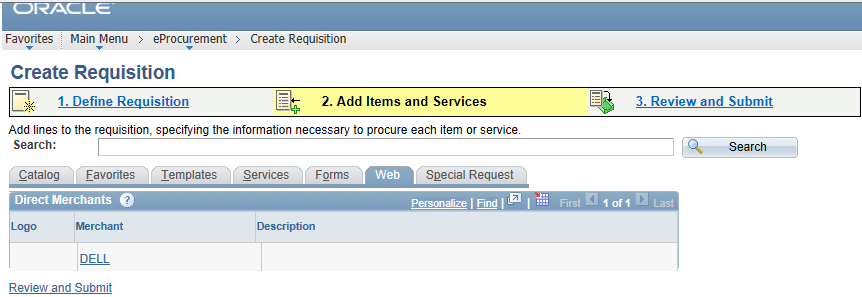 ORACLE
Favorites Main Menu > eProcurement > Create Requisition
Create Requisition
1. Define Requisition 2. Add Items and Services 3. Review and Submit
Add lines to the requisition, specifying the information necessary to procure each item or service.
Search: Search
Catalog Favorites Templates Services Forms Web Special Request
Direct Merchants ? Personalize | Find | | First 1 of 1 Last
Logo Merchant Description
DELL
Review and Submit